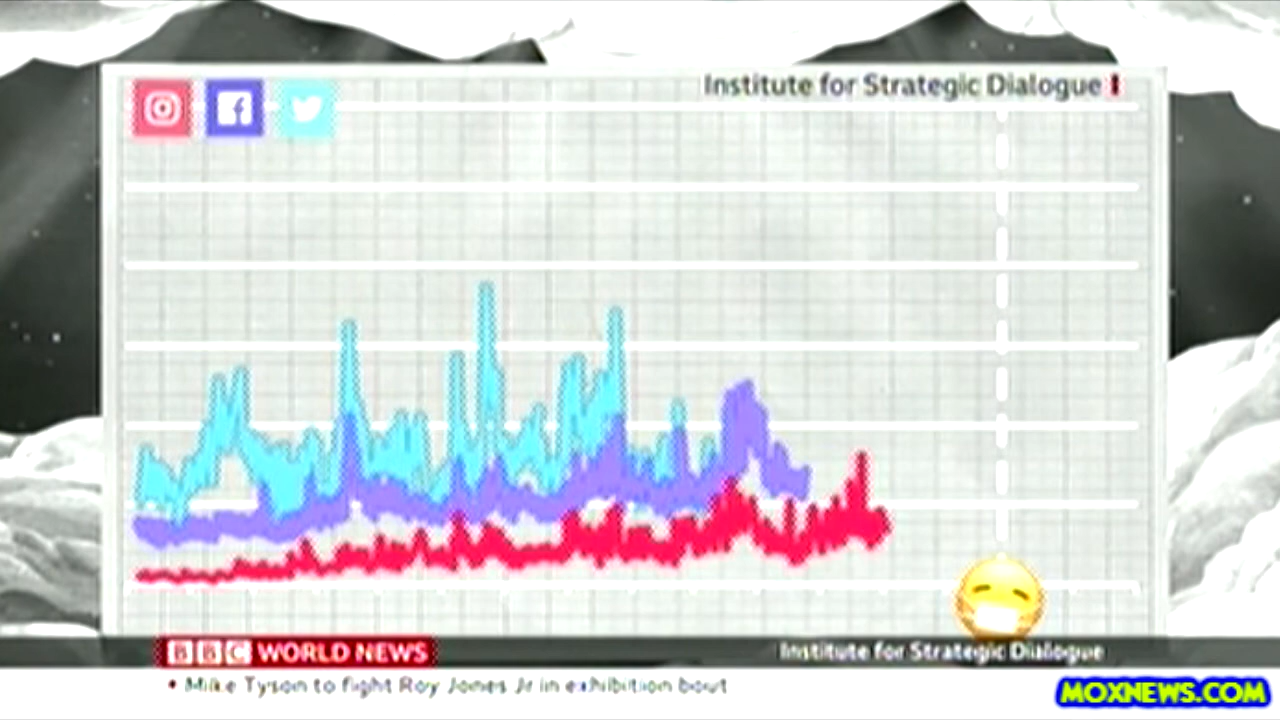 Institute for Strategic Dialogue
BBC WORLD NEWS
Institute for Strategic Dialogue
• Mike Tyson to fight Roy Jones Jr in exhibition bout
MOXNEWS.COM